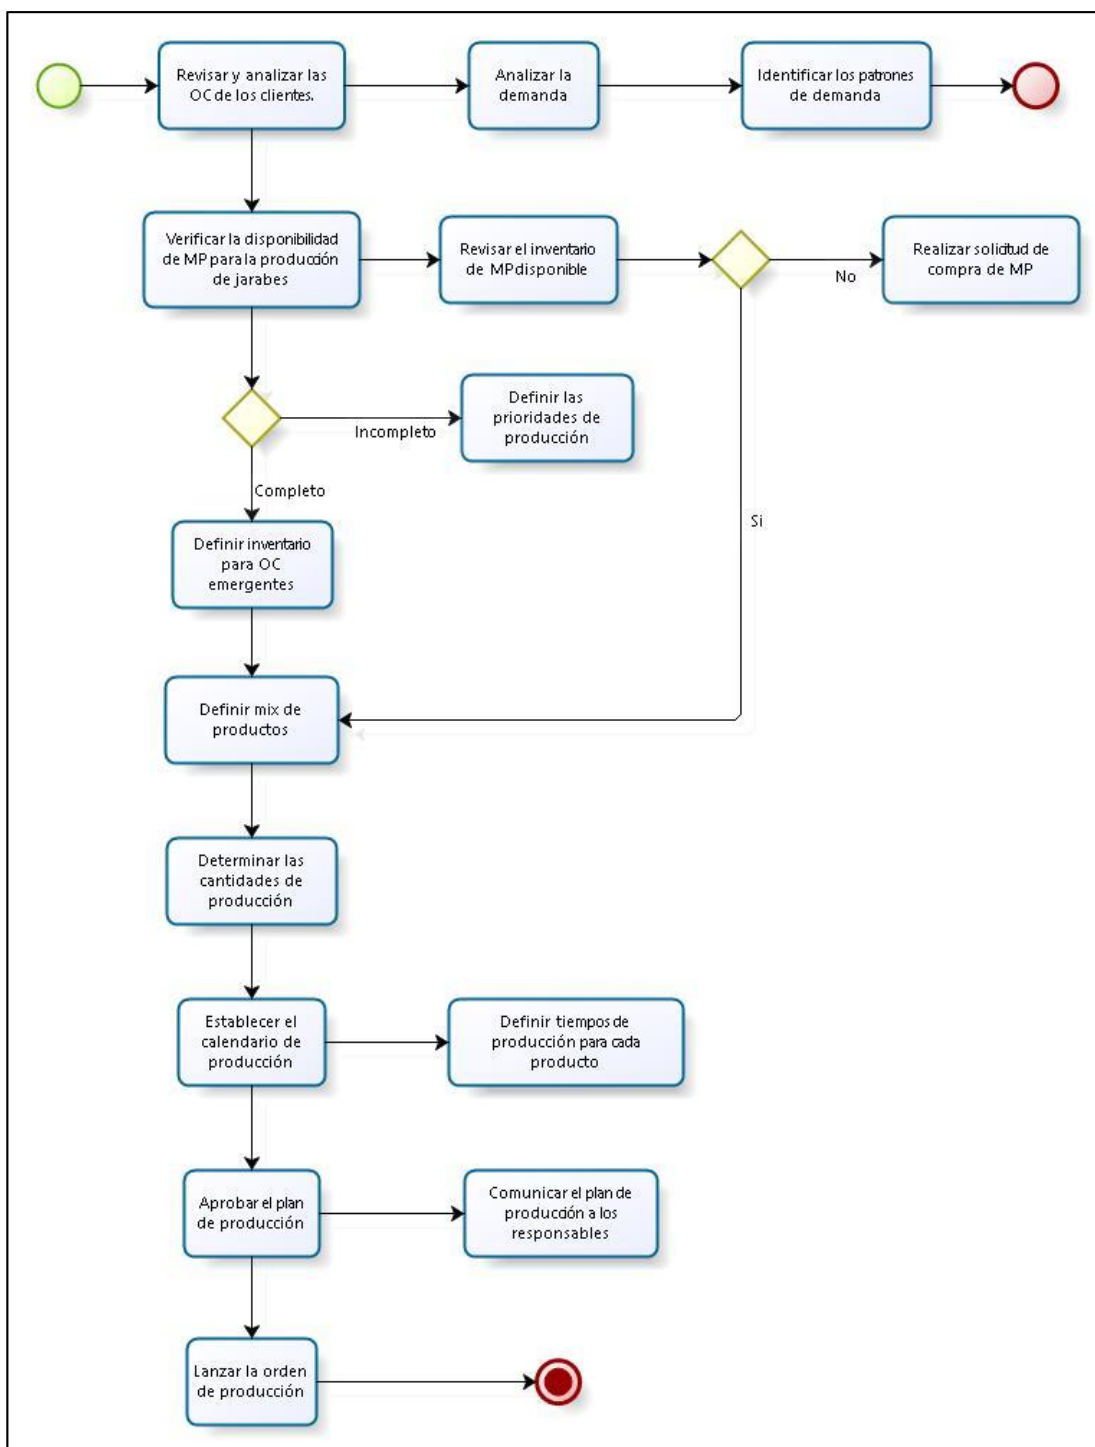 Revisar y analizar las
OC de los clientes.
Analizar la
demanda
Identificar los patrones
de demanda
Verificar la disponibilidad
de MP para la producción
de jarabes
Revisar el inventario
de MP disponible
No
Realizar solicitud de
compra de MP
Incompleto
Definir las
prioridades de
producción
Completo
Si
Definir inventario
para OC
emergentes
Definir mix de
productos
Determinar las
cantidades de
producción
Establecer el
calendario de
producción
Definir tiempos de
producción para cada
producto
Aprobar el plan
de producción
Comunicar el plan de
producción a los
responsables
Lanzar la orden
de producción